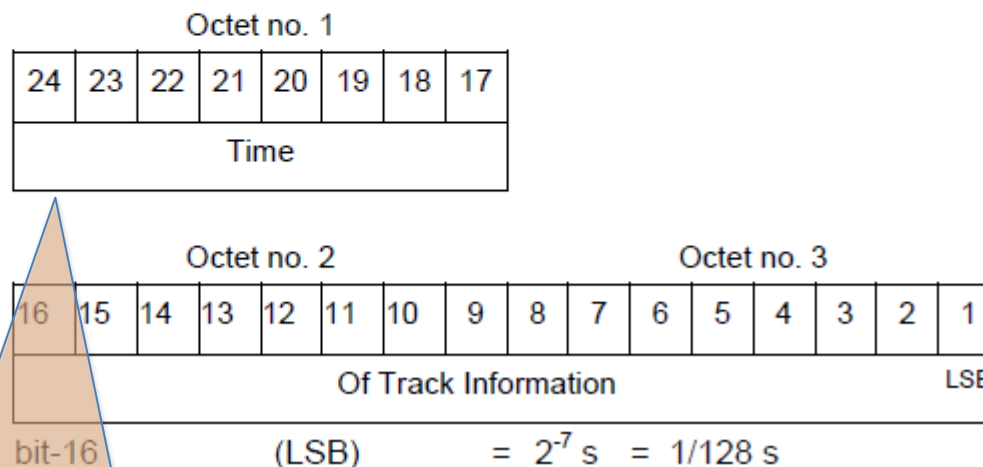 Octet no. 1
24 23 22 21 20 19 18 17
Time
Octet no. 2 Octet no. 3
16 15 14 13 12 11 10 9 8 7 6 5 4 3 2 1
Of Track Information LSB
bit-16 (LSB) = 2⁻⁷ s = 1/128 s